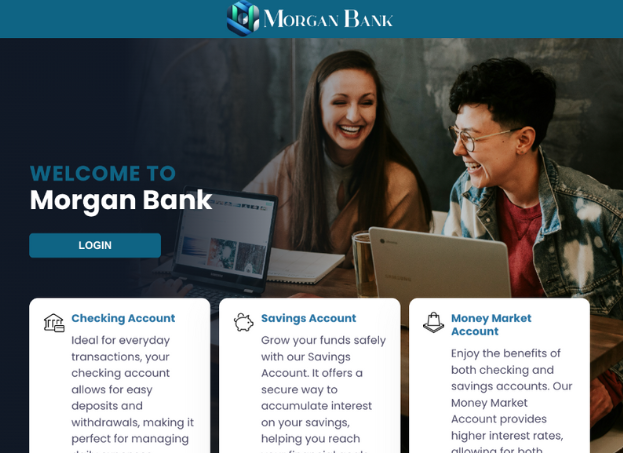 MORGAN BANK
WELCOME TO
Morgan Bank
LOGIN
Checking Account
Ideal for everyday
transactions, your
checking account
allows for easy
deposits and
withdrawals, making it
perfect for managing
Savings Account
Grow your funds safely
with our Savings
Account. It offers a
secure way to
accumulate interest
on your savings,
helping you reach
Money Market
Account
Enjoy the benefits of
both checking and
savings accounts. Our
Money Market
Account provides
higher interest rates,
allowing for both